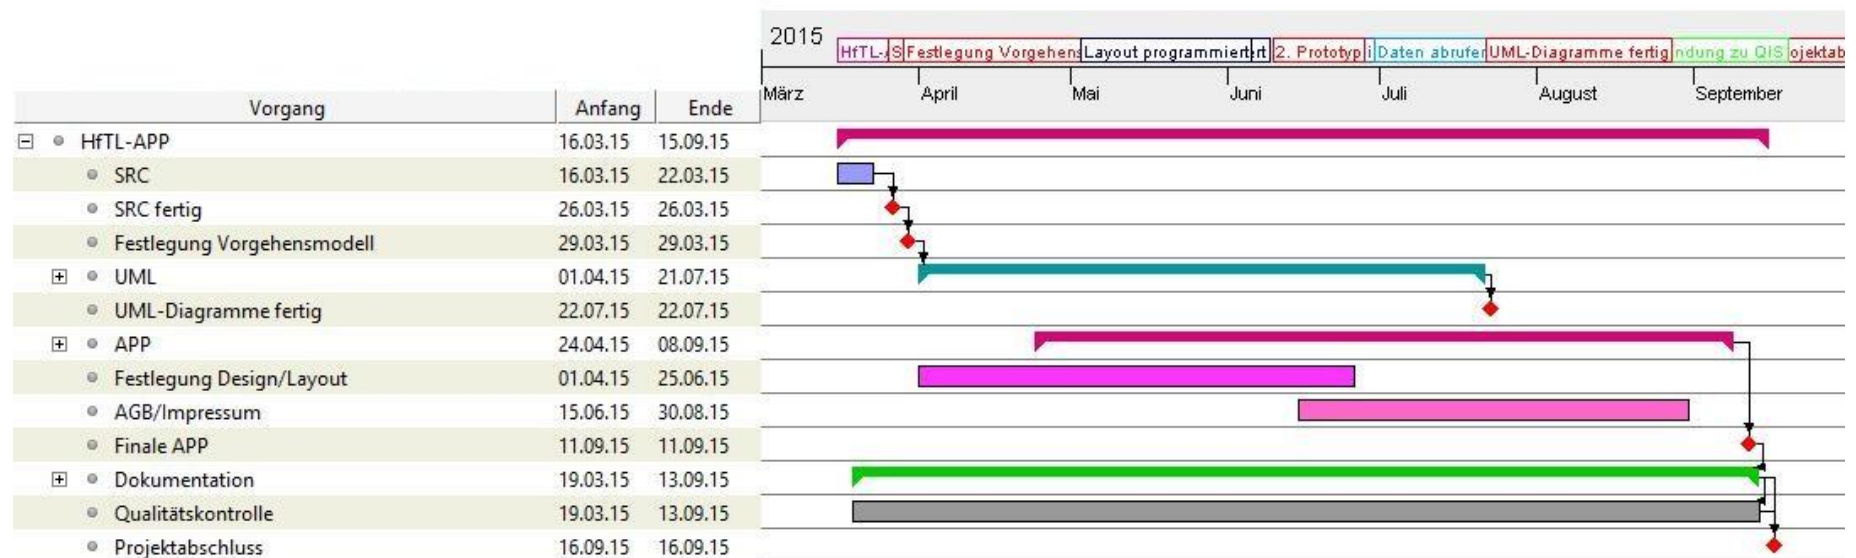 2015
HfTL-
S
Festlegung Vorgehens
Layout programmiert
rt
2. Prototyp
i
Daten abrufe
UML-Diagramme fertig
ndung zu QIS
ojektab
März April Mai Juni Juli August September
Vorgang Anfang Ende
HfTL-APP 16.03.15 15.09.15
SRC 16.03.15 22.03.15
SRC fertig 26.03.15 26.03.15
Festlegung Vorgehensmodell 29.03.15 29.03.15
UML 01.04.15 21.07.15
UML-Diagramme fertig 22.07.15 22.07.15
APP 24.04.15 08.09.15
Festlegung Design/Layout 01.04.15 25.06.15
AGB/Impressum 15.06.15 30.08.15
Finale APP 11.09.15 11.09.15
Dokumentation 19.03.15 13.09.15
Qualitätskontrolle 19.03.15 13.09.15
Projektabschluss 16.09.15 16.09.15